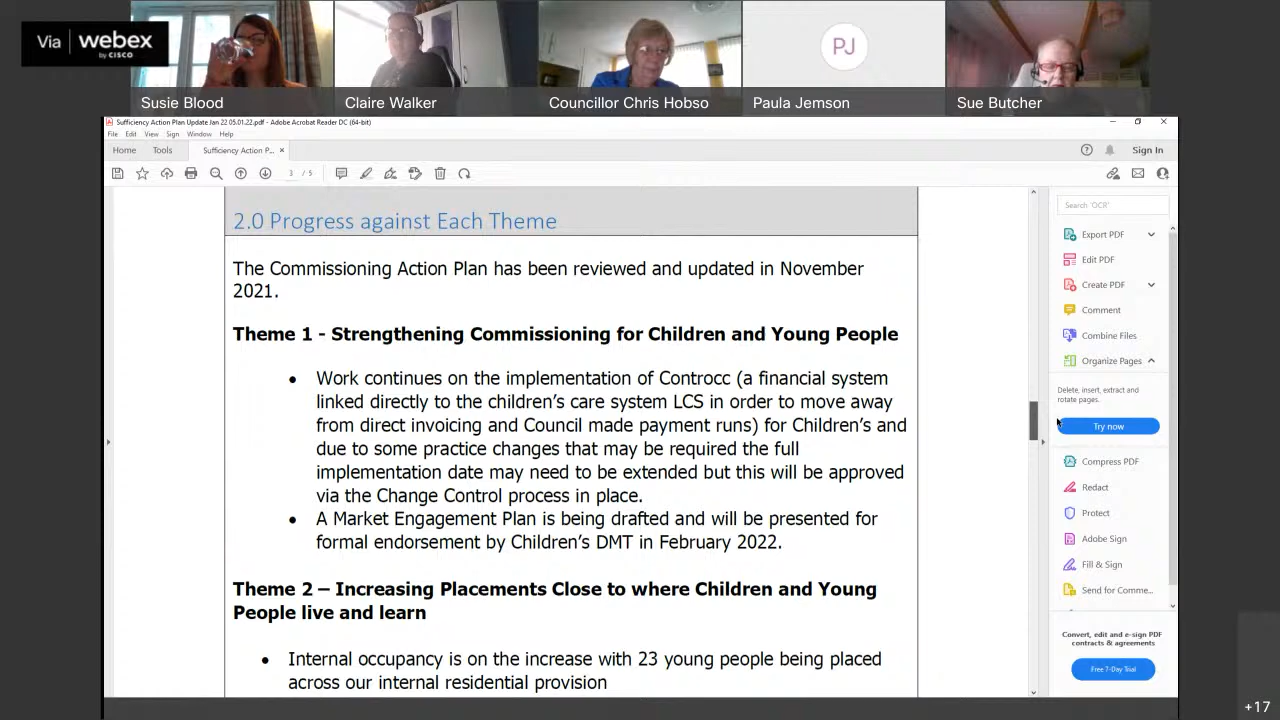 Via webex
by CISCO
PJ
Susie Blood
Claire Walker
Councillor Chris Hobso
Paula Jemson
Sue Butcher
Sufficiency Action Plan Update Jan 22 05.01.22.pdf - Adobe Acrobat Reader DC (64-bit)
File Edit View Sign Window Help
Home Tools Sufficiency Action P... ×
Sign In
3 / 5
Search 'OCR'
2.0 Progress against Each Theme
The Commissioning Action Plan has been reviewed and updated in November
2021.
Theme 1 - Strengthening Commissioning for Children and Young People
• Work continues on the implementation of Controcc (a financial system
linked directly to the children’s care system LCS in order to move away
from direct invoicing and Council made payment runs) for Children’s and
due to some practice changes that may be required the full
implementation date may need to be extended but this will be approved
via the Change Control process in place.
• A Market Engagement Plan is being drafted and will be presented for
formal endorsement by Children’s DMT in February 2022.
Theme 2 – Increasing Placements Close to where Children and Young
People live and learn
• Internal occupancy is on the increase with 23 young people being placed
across our internal residential provision
Export PDF
Edit PDF
Create PDF
Comment
Combine Files
Organize Pages
Delete, insert, extract and
rotate pages.
Try now
Compress PDF
Redact
Protect
Adobe Sign
Fill & Sign
Send for Comme...
Convert, edit and e-sign PDF
contracts & agreements
Free 7-Day Trial
+17